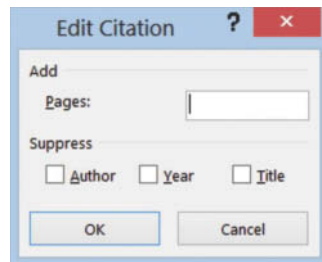 Edit Citation ? ×
Add
Pages:
Suppress
Author Year Title
OK Cancel